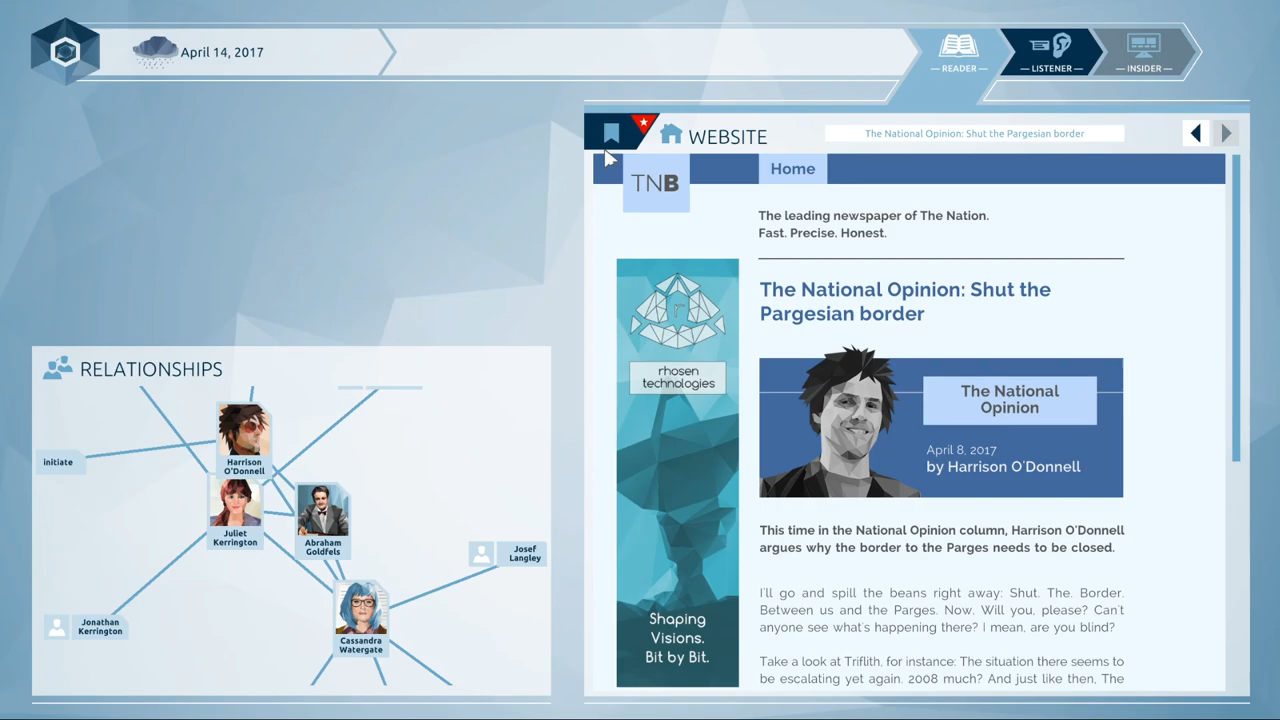 April 14, 2017
— READER —
— LISTENER —
— INSIDER —
WEBSITE
The National Opinion: Shut the Pargesian border
TNB
Home
The leading newspaper of The Nation.
Fast. Precise. Honest.
The National Opinion: Shut the
Pargesian border
r
rhosen
technologies
Shaping
Visions.
Bit by Bit.
The National
Opinion
April 8, 2017
by Harrison O'Donnell
This time in the National Opinion column, Harrison O'Donnell
argues why the border to the Parges needs to be closed.
I'll go and spill the beans right away: Shut. The. Border.
Between us and the Parges. Now. Will you, please? Can't
anyone see what's happening there? I mean, are you blind?
Take a look at Triflith, for instance: The situation there seems to
be escalating yet again. 2008 much? And just like then, The
RELATIONSHIPS
initiate
Harrison
O'Donnell
Juliet
Kerrington
Abraham
Goldfels
Josef
Langley
Jonathan
Kerrington
Cassandra
Watergate